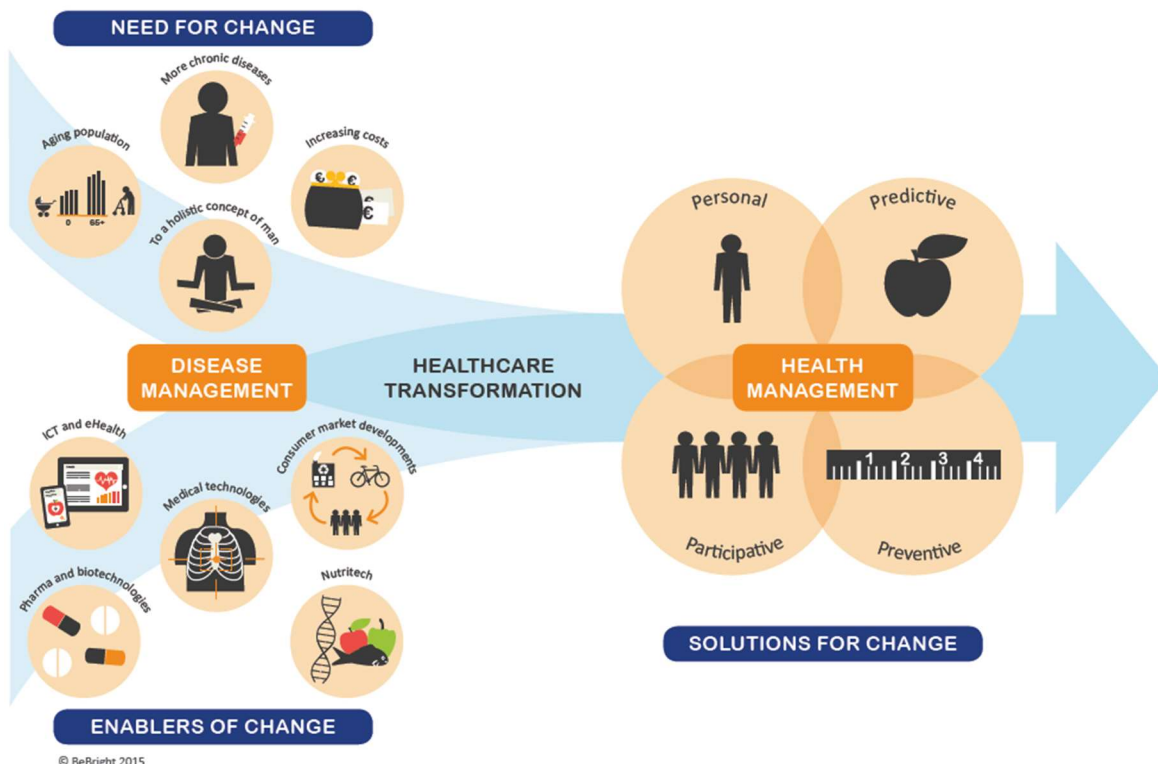 NEED FOR CHANGE
More chronic diseases
Aging population
0 65+
Increasing costs
€ €
€
€
To a holistic concept of man
DISEASE
MANAGEMENT
HEALTHCARE
TRANSFORMATION
Personal
Predictive
HEALTH
MANAGEMENT
1 2 3 4
Participative
Preventive
ICT and eHealth
Consumer market developments
Medical technologies
Pharma and biotechnologies
Nutritech
SOLUTIONS FOR CHANGE
ENABLERS OF CHANGE
© BeBright 2015